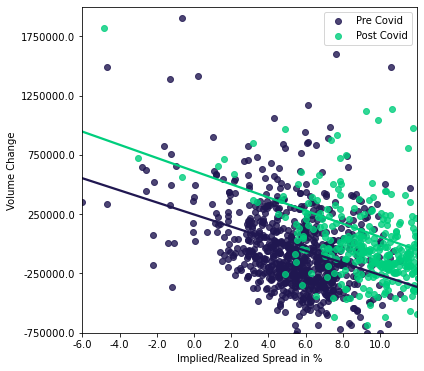 Pre Covid
Post Covid
1750000.0
1250000.0
750000.0
250000.0
-250000.0
-750000.0
Volume Change
-6.0 -4.0 -2.0 0.0 2.0 4.0 6.0 8.0 10.0
Implied/Realized Spread in %